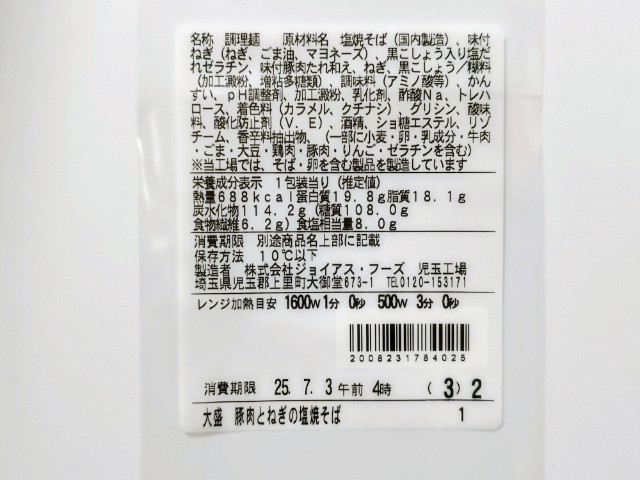 名称 調理麺 原材料名 塩焼そば(国内製造)、味付
ねぎ(ねぎ、ごま油、マヨネーズ)、黒こしょう入り塩だ
れゼラチン、味付豚肉たれ和え、ねぎ、黒こしょう/糊料
(加工澱粉、増粘多糖類)、調味料(アミノ酸等)、かん
すい、pH調整剤、加工澱粉、乳化剤、酢酸Na、トレハ
ロース、着色料(カラメル、クチナシ)、グリシン、酸味
料、酸化防止剤(V.E)、酒精、ショ糖エステル、リゾ
チーム、香辛料抽出物、(一部に小麦・卵・乳成分・牛肉
・ごま・大豆・鶏肉・豚肉・りんご・ゼラチンを含む)
※当工場では、そば・卵を含む製品を製造しています
栄養成分表示 1包装当り(推定値)
熱量688kcal蛋白質19.8g脂質18.1g
炭水化物114.2g(糖質108.0g
食物繊維6.2g)食塩相当量8.0g
消費期限 別途商品名上部に記載
保存方法 10℃以下
製造者 株式会社ジョイアス・フーズ 児玉工場
埼玉県児玉郡上里町大御堂673-1 TEL0120-153171
レンジ加熱目安 1600W 1分 0秒 500W 3分 0秒
2008231784025
消費期限 25.7.3午前4時 (3)2
大盛 豚肉とねぎの塩焼そば 1